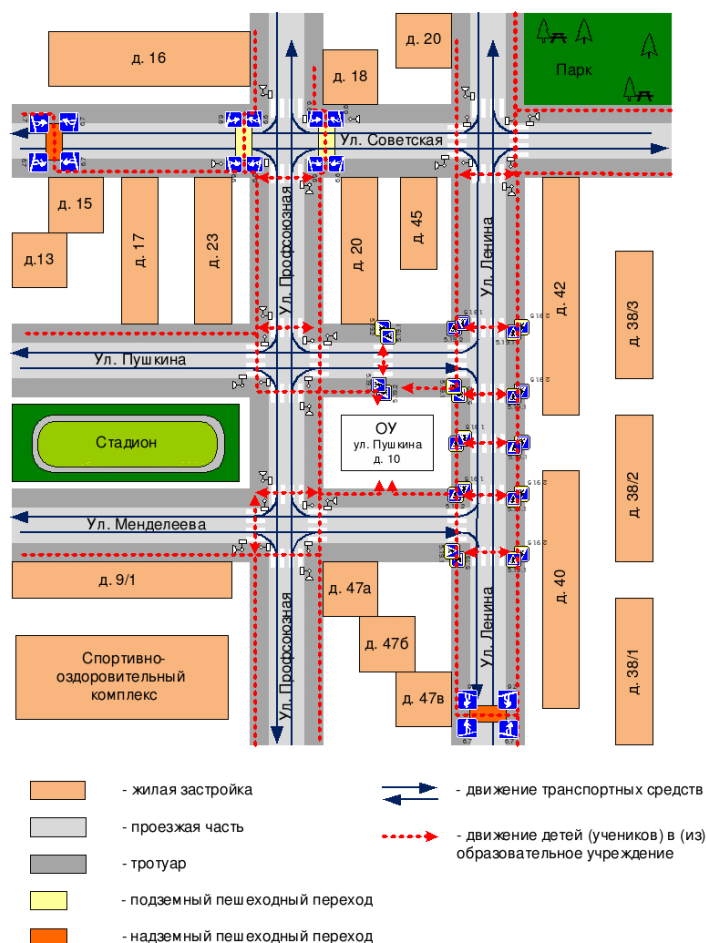 д. 16
д. 18
д. 20
Парк
Ул. Советская
д. 15
д.13
д. 17
д. 23
Ул. Профсоюзная
д. 20
д. 45
Ул. Ленина
д. 42
д. 38/3
Ул. Пушкина
Стадион
ОУ
ул. Пушкина
д. 10
д. 38/2
Ул. Менделеева
д. 9/1
д. 47а
д. 40
Спортивно-
оздоровительный
комплекс
Ул. Профсоюзная
д. 47б
Ул. Ленина
д. 47в
д. 38/1
- жилая застройка
- проезжая часть
- тротуар
- подземный пешеходный переход
- надземный пешеходный переход
- движение транспортных средств
- движение детей (учеников) в (из)
образовательное учреждение